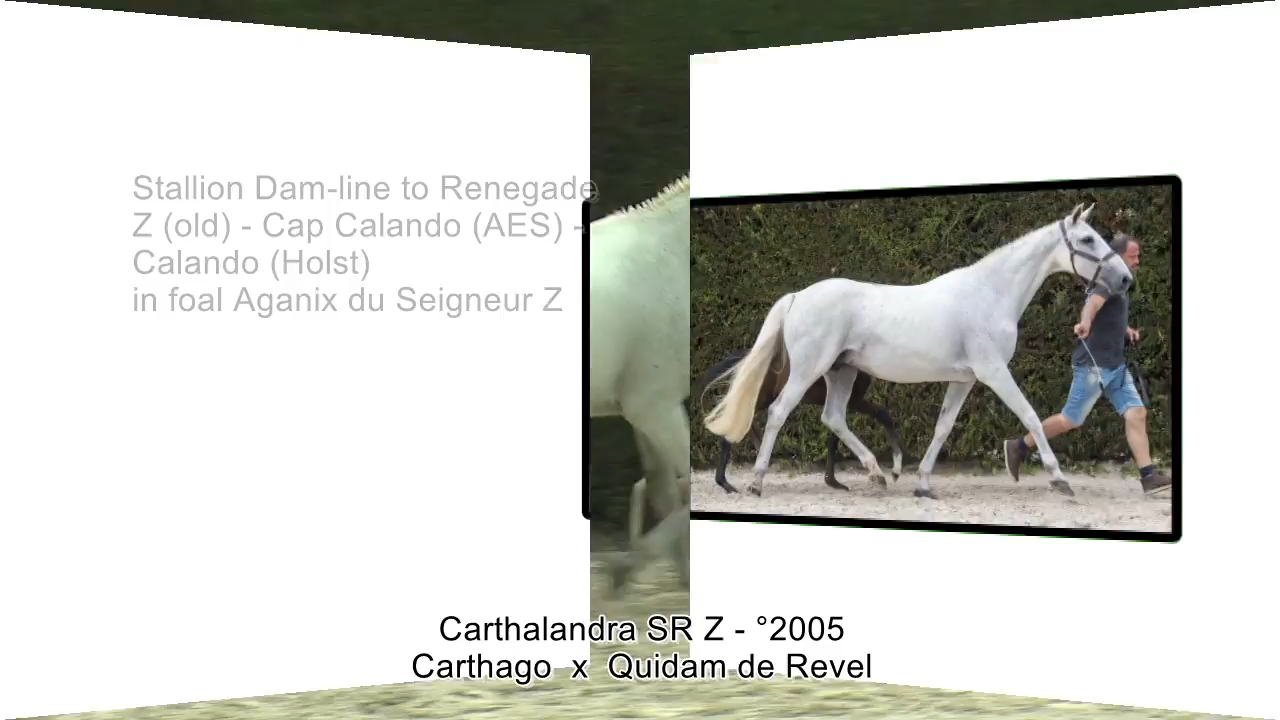 Stallion Dam-line to Renegade
Z (old) - Cap Calando (AES) -
Calando (Holst)
in foal Aganix du Seigneur Z
Carthalandra SR Z - °2005
Carthago x Quidam de Revel